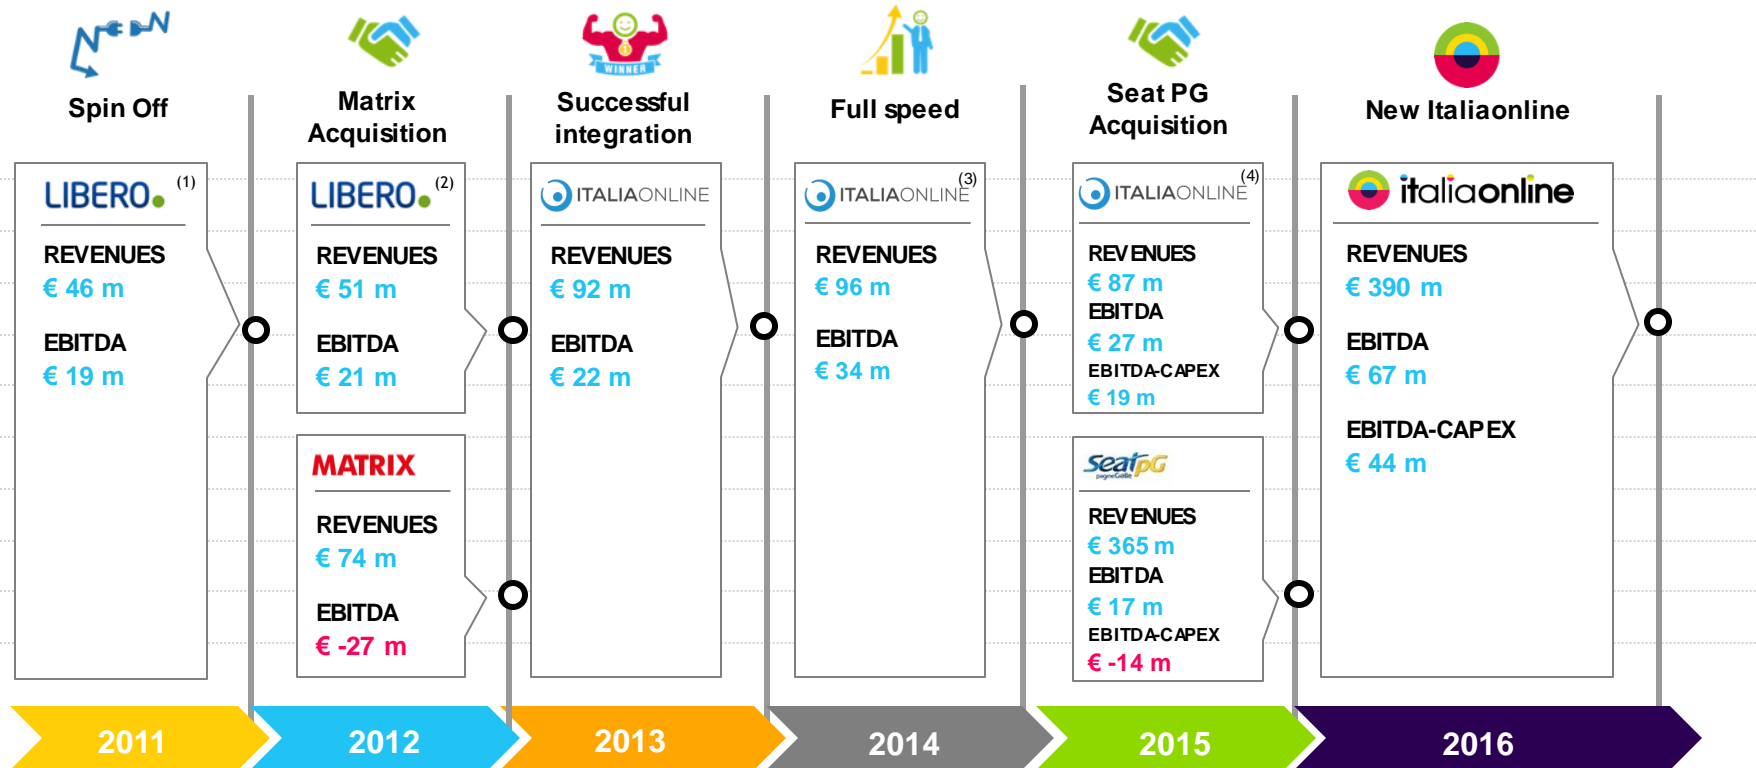 WINNER
Spin Off
LIBERO. (1)
REVENUES
€ 46 m
EBITDA
€ 19 m
2011
Matrix
Acquisition
LIBERO. (2)
REVENUES
€ 51 m
EBITDA
€ 21 m
MATRIX
REVENUES
€ 74 m
EBITDA
€ -27 m
2012
Successful
integration
ITALIAONLINE
REVENUES
€ 92 m
EBITDA
€ 22 m
2013
Full speed
ITALIAONLINE (3)
REVENUES
€ 96 m
EBITDA
€ 34 m
2014
Seat PG
Acquisition
ITALIAONLINE (4)
REVENUES
€ 87 m
EBITDA
€ 27 m
EBITDA-CAPEX
€ 19 m
Seat PG
pagineGialle
REVENUES
€ 365 m
EBITDA
€ 17 m
EBITDA-CAPEX
€ -14 m
2015
New Italiaonline
italiaonline
REVENUES
€ 390 m
EBITDA
€ 67 m
EBITDA-CAPEX
€ 44 m
2016